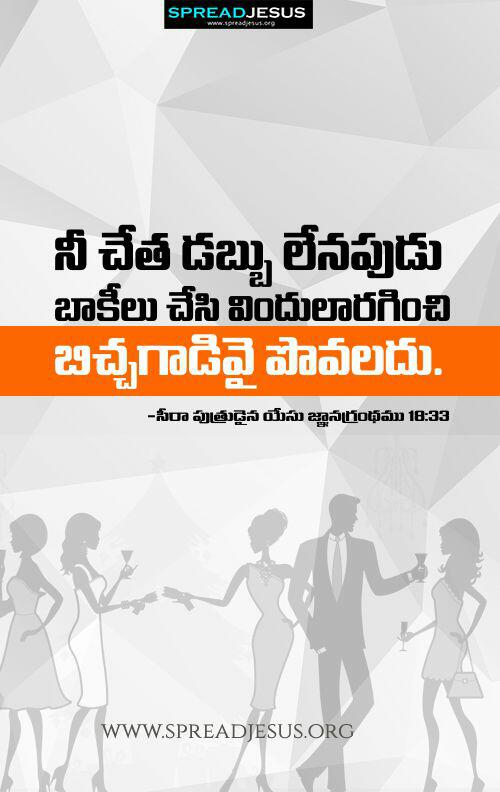 SPREADJESUS
www.spreadjesus.org
నీ చేత డబ్బు లేనపుడు
బాకీలు చేసి విందులారగించి
బిచ్చగాడివై పొవలదు.
-సీరా పుత్రుడైన యేసు జ్ఞానగ్రంథము 18:33
WWW.SPREADJESUS.ORG